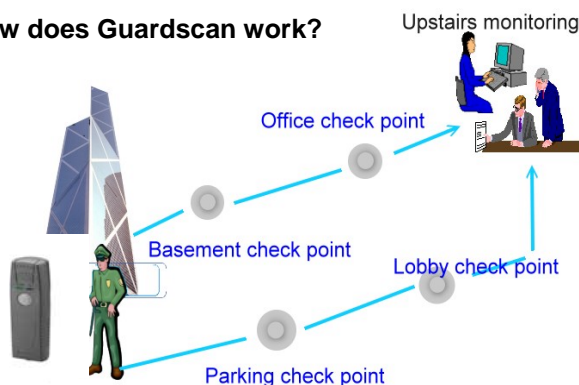 w does Guardscan work?
Upstairs monitoring
Office check point
Basement check point
Lobby check point
Parking check point